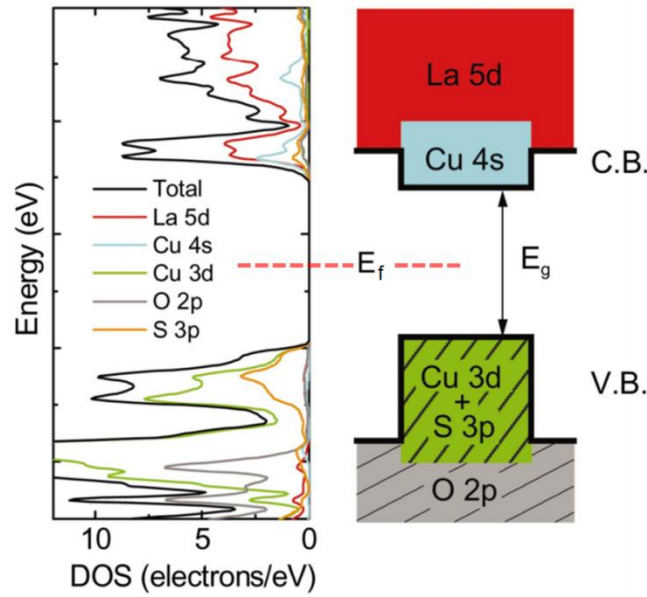 Energy (eV)
Total
La 5d
Cu 4s
Cu 3d
O 2p
S 3p
10
5
0
DOS (electrons/eV)
E_f
La 5d
Cu 4s
C.B.
E_g
Cu 3d
+
S 3p
V.B.
O 2p